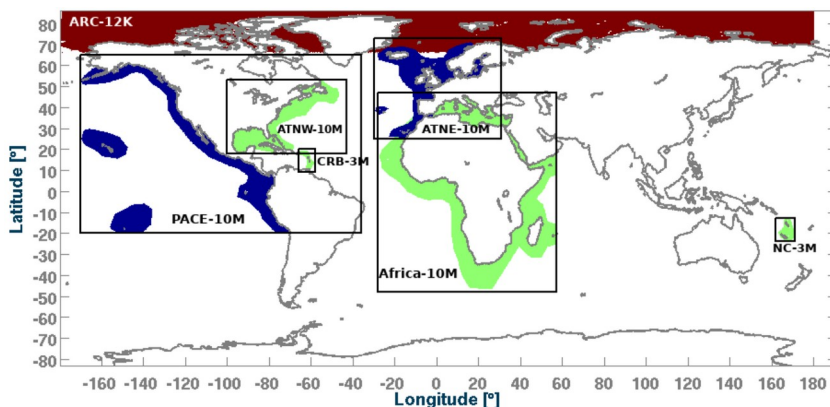 ARC-12K
80
70
60
50
40
30
20
10
0
-10
-20
-30
-40
-50
-60
-70
-80
Latitude [°]
ATNW-10M
ATNE-10M
CRB-3M
PACE-10M
Africa-10M
NC-3M
-160 -140 -120 -100 -80 -60 -40 -20 0 20 40 60 80 100 120 140 160 180
Longitude [°]